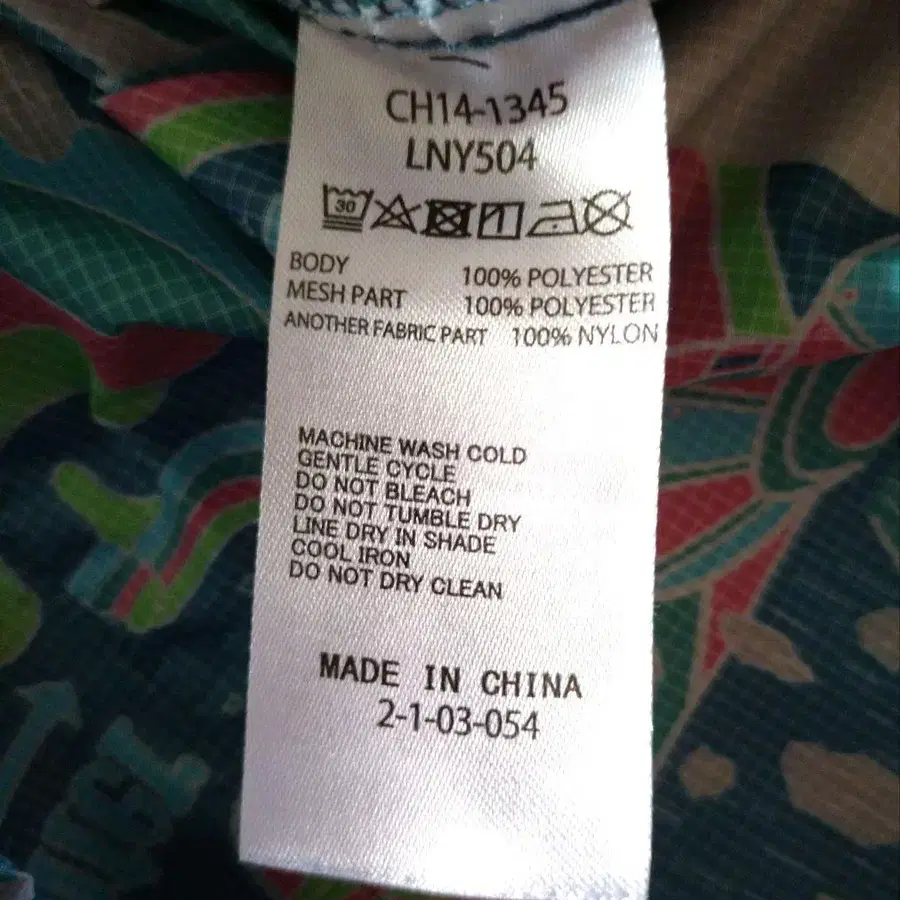 CH14-1345
LNY504
30
BODY 100% POLYESTER
MESH PART 100% POLYESTER
ANOTHER FABRIC PART 100% NYLON
MACHINE WASH COLD
GENTLE CYCLE
DO NOT BLEACH
DO NOT TUMBLE DRY
LINE DRY IN SHADE
COOL IRON
DO NOT DRY CLEAN
MADE IN CHINA
2-1-03-054